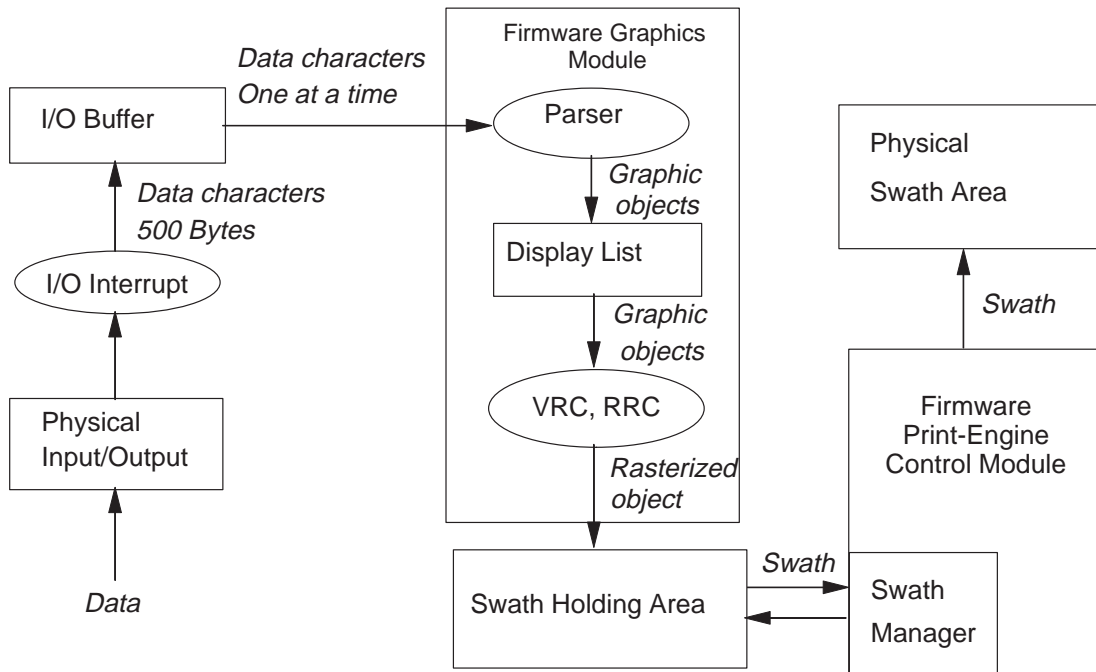 Firmware Graphics
Module
Data characters
One at a time
I/O Buffer
Parser
Physical
Swath Area
Graphic
objects
Data characters
500 Bytes
Display List
I/O Interrupt
Swath
Graphic
objects
VRC, RRC
Firmware
Print-Engine
Control Module
Physical
Input/Output
Rasterized
object
Swath
Data
Swath Holding Area
Swath
Manager